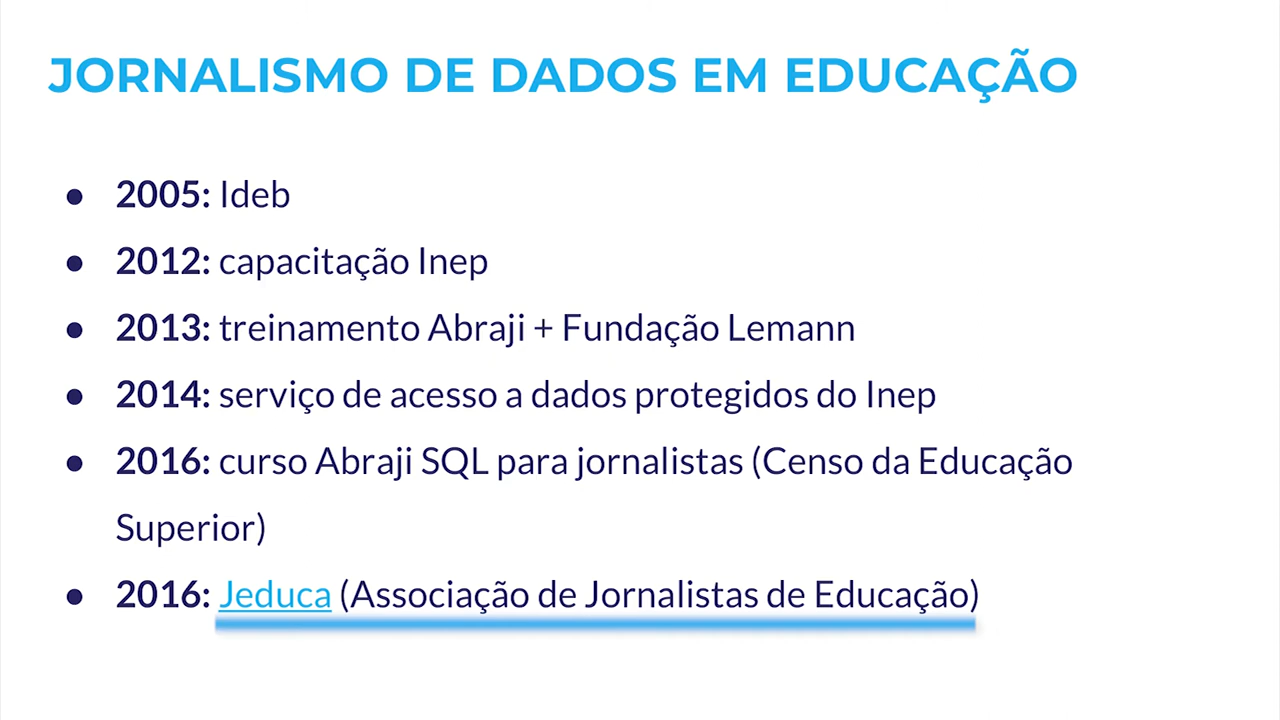 JORNALISMO DE DADOS EM EDUCAÇÃO
● 2005: Ideb
● 2012: capacitação Inep
● 2013: treinamento Abraji + Fundação Lemann
● 2014: serviço de acesso a dados protegidos do Inep
● 2016: curso Abraji SQL para jornalistas (Censo da Educação
Superior)
● 2016: Jeduca (Associação de Jornalistas de Educação)